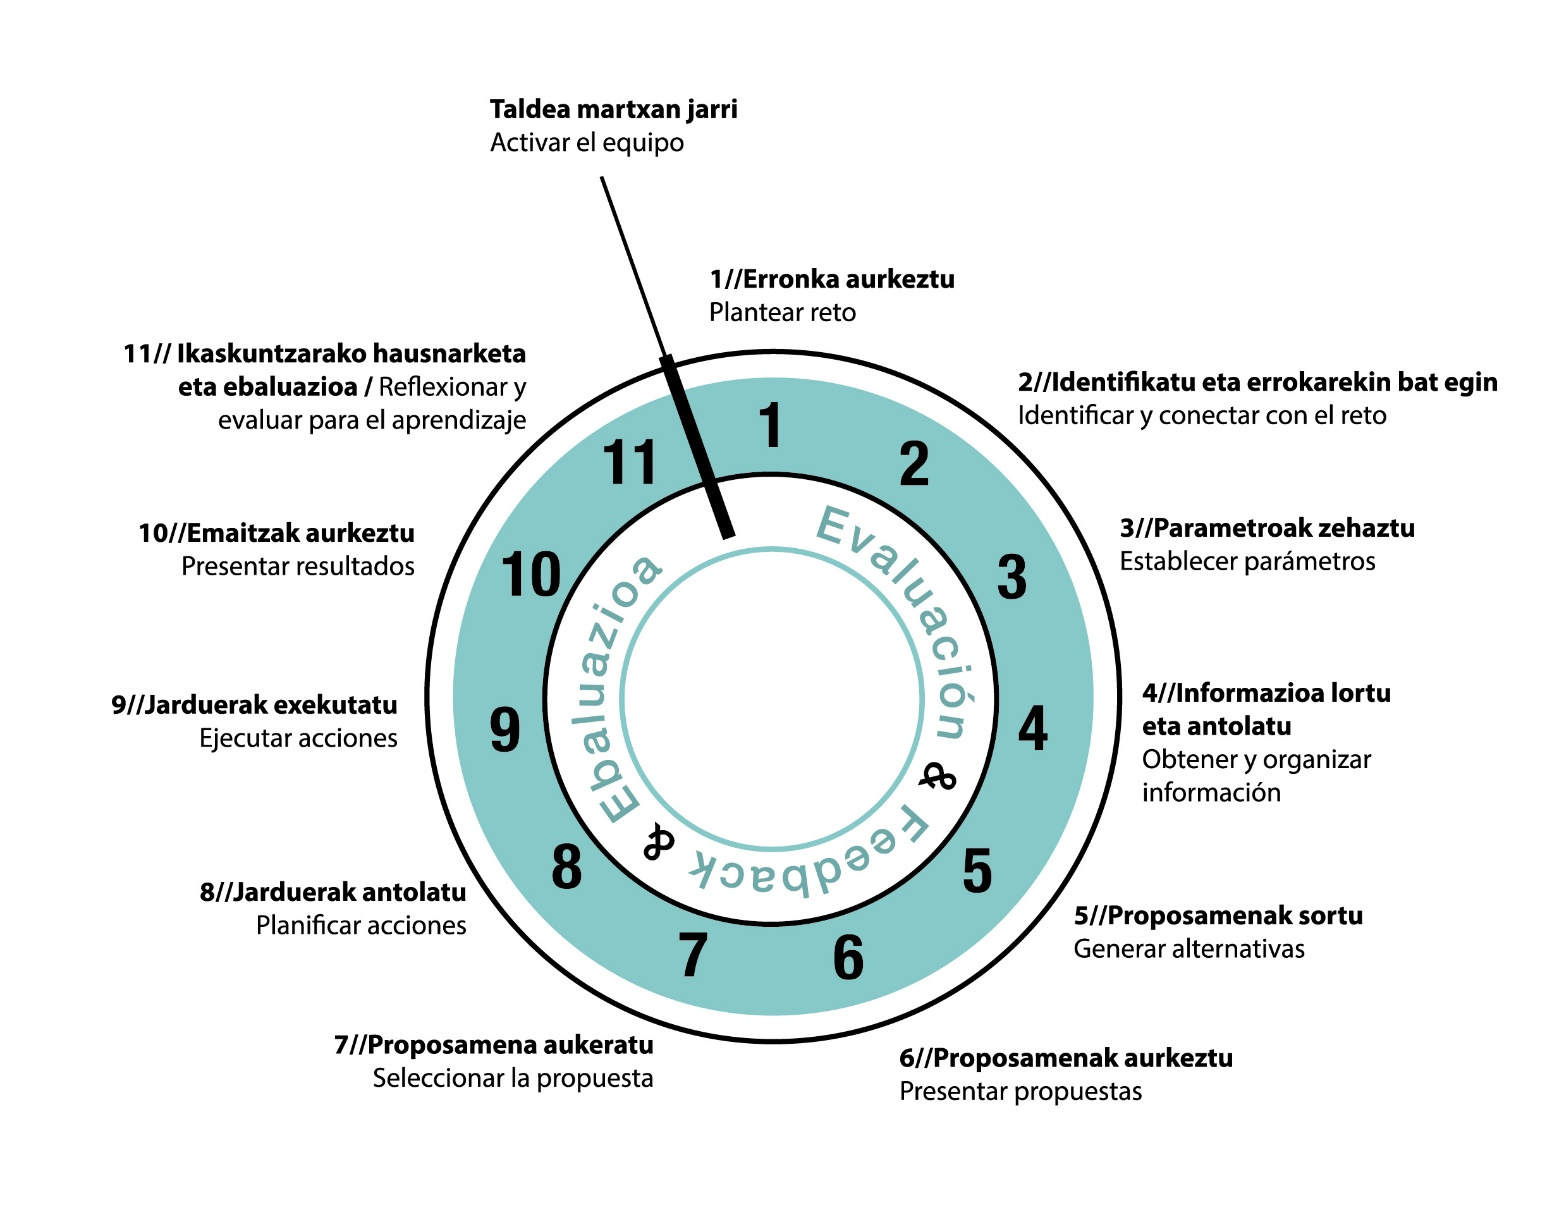 Taldea martxan jarri
Activar el equipo
1//Erronka aurkeztu
Plantear reto
2//Identifikatu eta errokarekin bat egin
Identificar y conectar con el reto
3//Parametroak zehaztu
Establecer parámetros
4//Informazioa lortu
eta antolatu
Obtener y organizar
información
5//Proposamenak sortu
Generar alternativas
6//Proposamenak aurkeztu
Presentar propuestas
7//Proposamena aukeratu
Seleccionar la propuesta
8//Jarduerak antolatu
Planificar acciones
9//Jarduerak exekutatu
Ejecutar acciones
10//Emaitzak aurkeztu
Presentar resultados
11// Ikaskuntzarako hausnarketa
eta ebaluazioa / Reflexionar y
evaluar para el aprendizaje
1
2
3
4
5
6
7
8
9
10
11
Evaluación & Feedback & Ebaluazioa